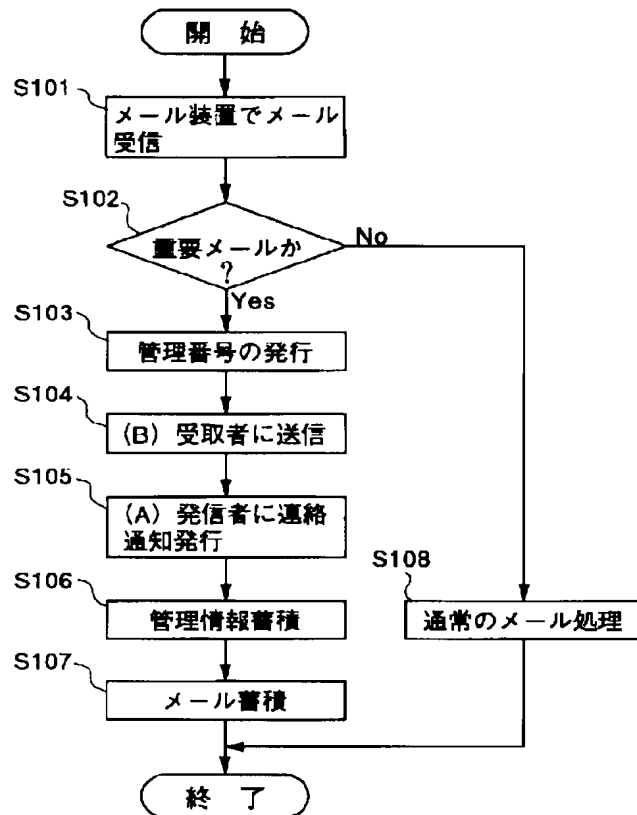 開 始
S101
メール装置でメール
受信
S102
重要メールか
?
No
Yes
S103
管理番号の発行
S104
(B) 受取者に送信
S105
(A) 発信者に連絡
通知発行
S106
管理情報蓄積
S108
通常のメール処理
S107
メール蓄積
終 了